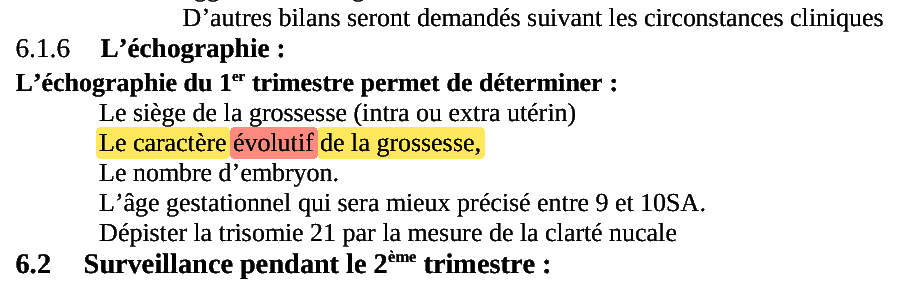 D’autres bilans seront demandés suivant les circonstances cliniques
6.1.6 L’échographie :
L’échographie du 1er trimestre permet de déterminer :
Le siège de la grossesse (intra ou extra utérin)
Le caractère évolutif de la grossesse,
Le nombre d’embryon.
L’âge gestationnel qui sera mieux précisé entre 9 et 10SA.
Dépister la trisomie 21 par la mesure de la clarté nucale
6.2 Surveillance pendant le 2ème trimestre :